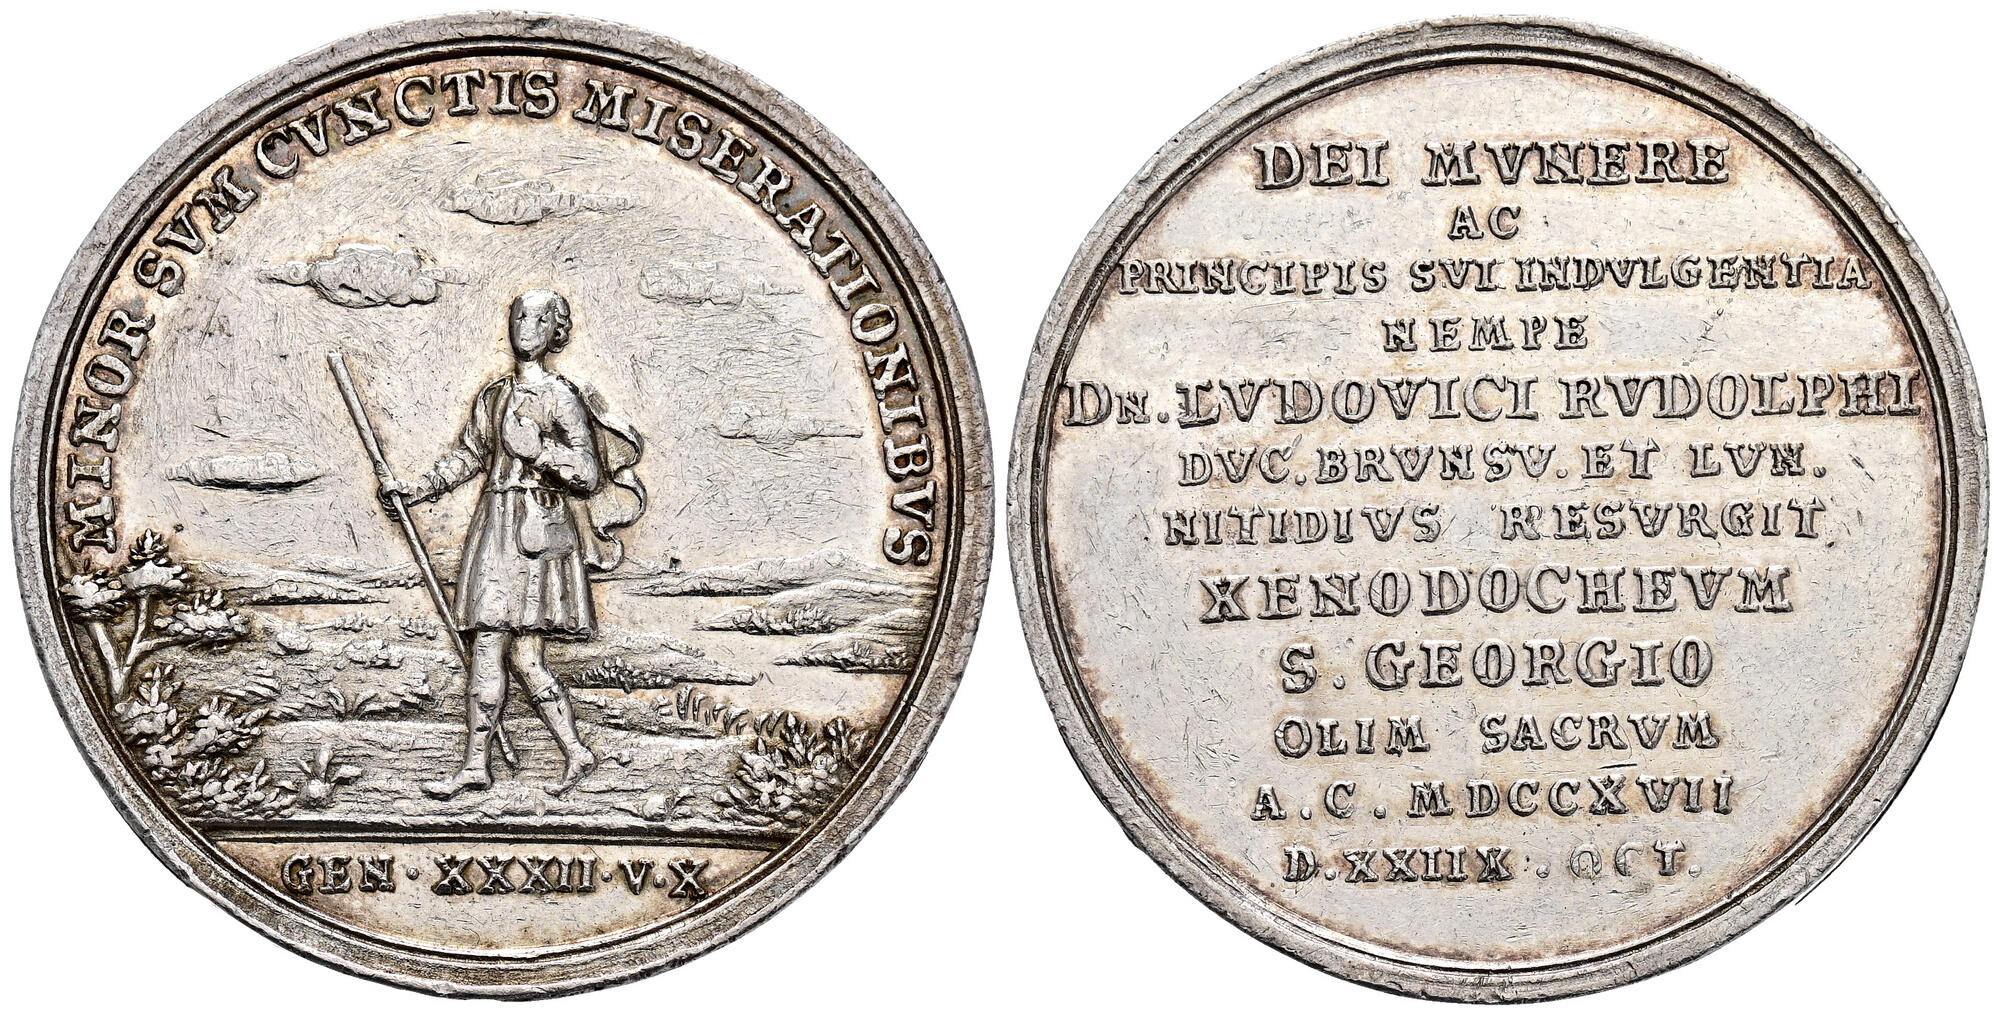 MINOR SVM CVNCTIS MISERATIONIBVS
GEN · XXXII · V · X
DEI MVNERE
AC
PRINCIPIS SVI INDVLGENTIA
NEMPE
DN. LVDOVICI RVDOLPHI
DVC. BRVNSV. ET LVN.
NITIDIVS RESVRGIT
XENODOCHEVM
S. GEORGIO
OLIM SACRVM
A. C. MDCCXVII
D. XXIIX. OCT.